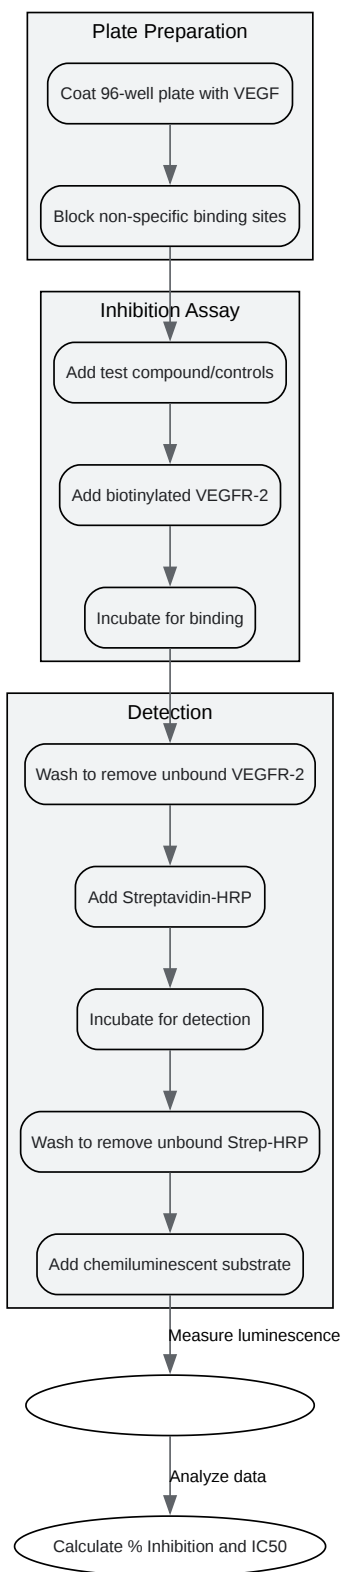 Plate Preparation
Coat 96-well plate with VEGF
Block non-specific binding sites
Inhibition Assay
Add test compound/controls
Add biotinylated VEGFR-2
Incubate for binding
Detection
Wash to remove unbound VEGFR-2
Add Streptavidin-HRP
Incubate for detection
Wash to remove unbound Strep-HRP
Add chemiluminescent substrate
Measure luminescence
Analyze data
Calculate % Inhibition and IC50